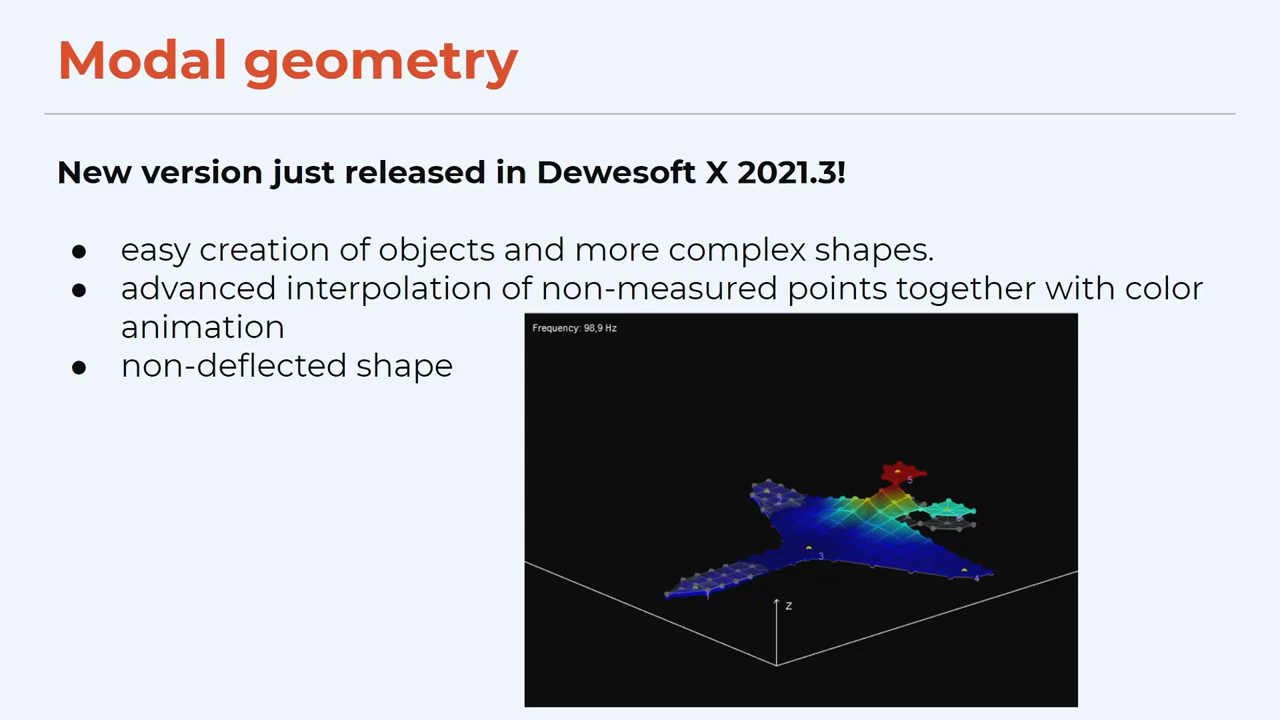 Modal geometry
New version just released in Dewesoft X 2021.3!
● easy creation of objects and more complex shapes.
● advanced interpolation of non-measured points together with color
animation
● non-deflected shape
Frequency: 98,9 Hz
5
2
3
4
1
z